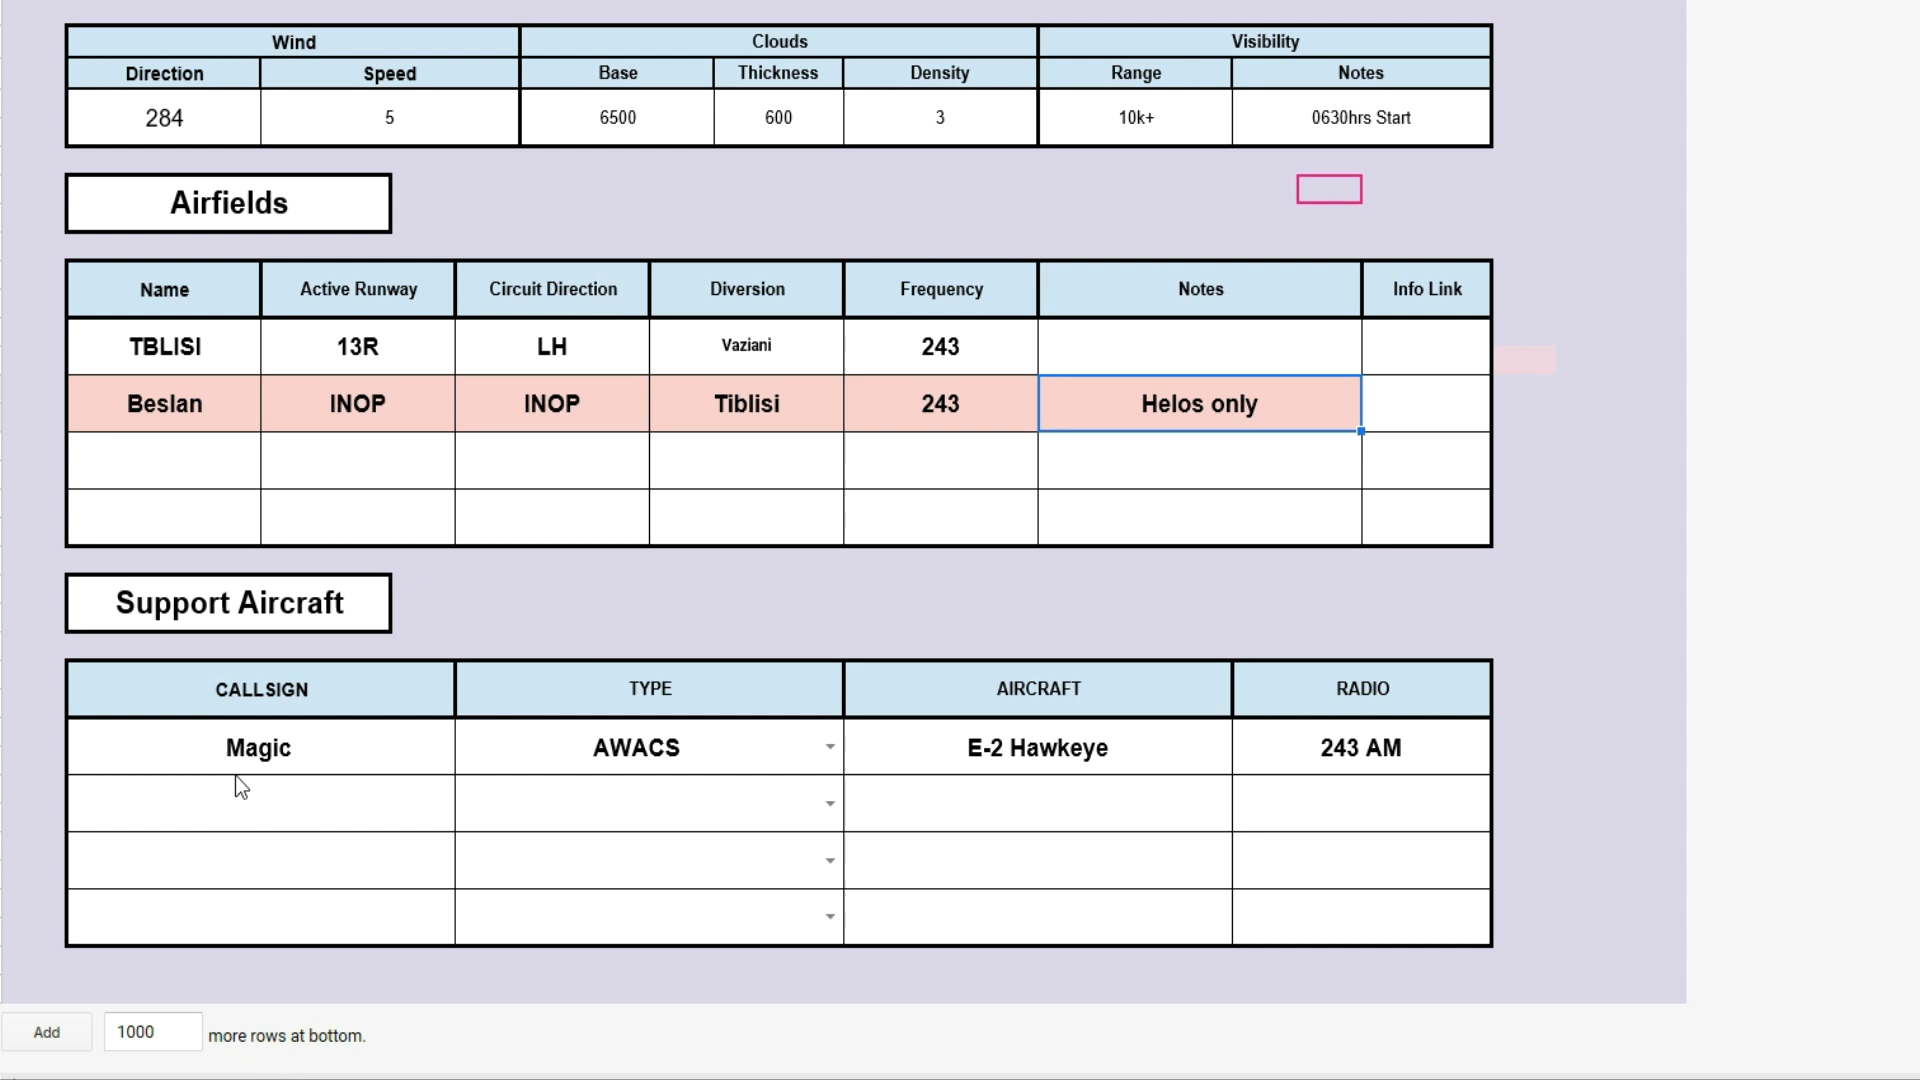 Wind Clouds Visibility
Direction Speed Base Thickness Density Range Notes
284 5 6500 600 3 10k+ 0630hrs Start
Airfields
Name Active Runway Circuit Direction Diversion Frequency Notes Info Link
TBLISI 13R LH Vaziani 243
Beslan INOP INOP Tiblisi 243 Helos only
Support Aircraft
CALLSIGN TYPE AIRCRAFT RADIO
Magic AWACS E-2 Hawkeye 243 AM
Add 1000 more rows at bottom.